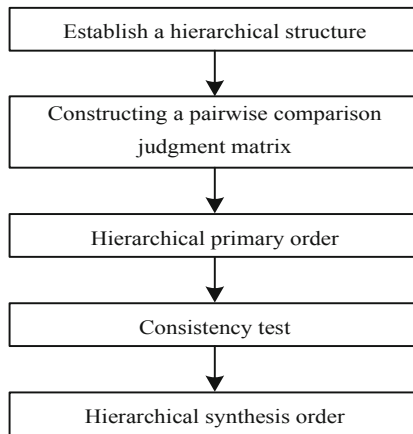 Establish a hierarchical structure
Constructing a pairwise comparison
judgment matrix
Hierarchical primary order
Consistency test
Hierarchical synthesis order